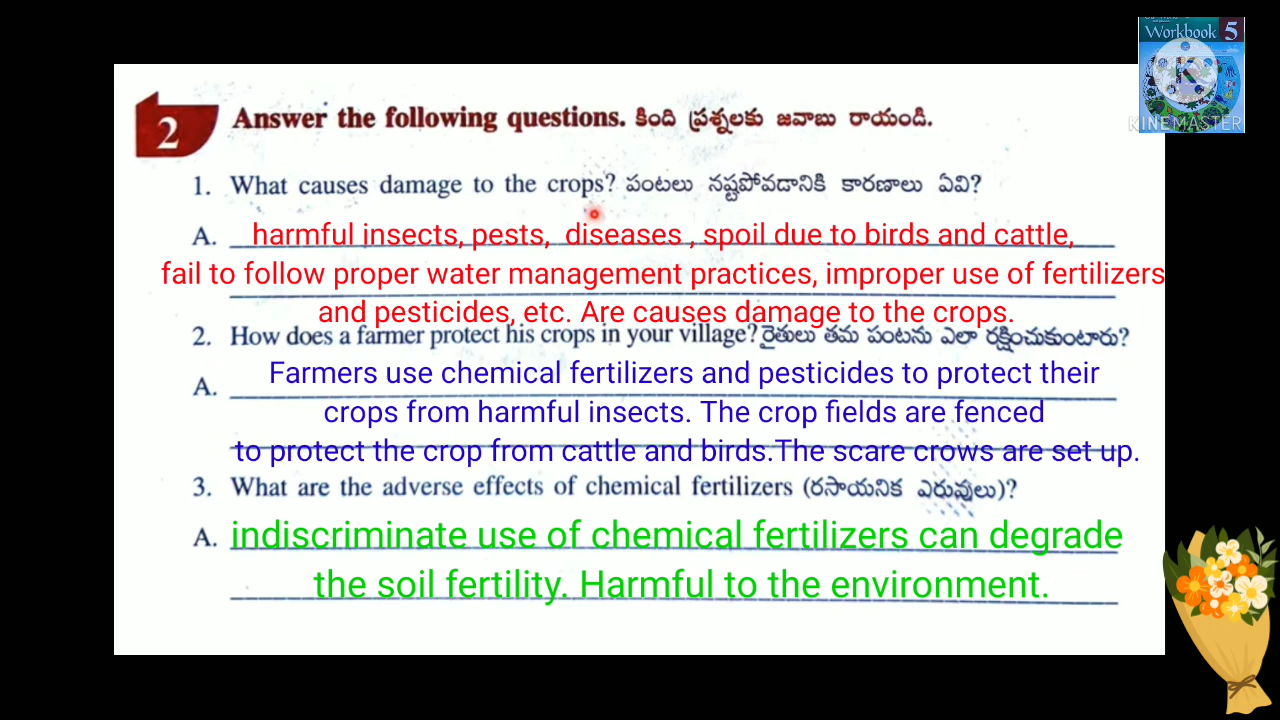 Workbook 5
KINEMASTER
2 Answer the following questions. కింది ప్రశ్నలకు జవాబు రాయండి.
1. What causes damage to the crops? పంటలు నష్టపోవడానికి కారణాలు ఏవి?
A. harmful insects, pests, diseases , spoil due to birds and cattle,
fail to follow proper water management practices, improper use of fertilizers
and pesticides, etc. Are causes damage to the crops.
2. How does a farmer protect his crops in your village? రైతులు తమ పంటను ఎలా రక్షించుకుంటారు?
A. Farmers use chemical fertilizers and pesticides to protect their
crops from harmful insects. The crop fields are fenced
to protect the crop from cattle and birds.The scare crows are set up.
3. What are the adverse effects of chemical fertilizers (రసాయనిక ఎరువులు)?
A. indiscriminate use of chemical fertilizers can degrade
the soil fertility. Harmful to the environment.